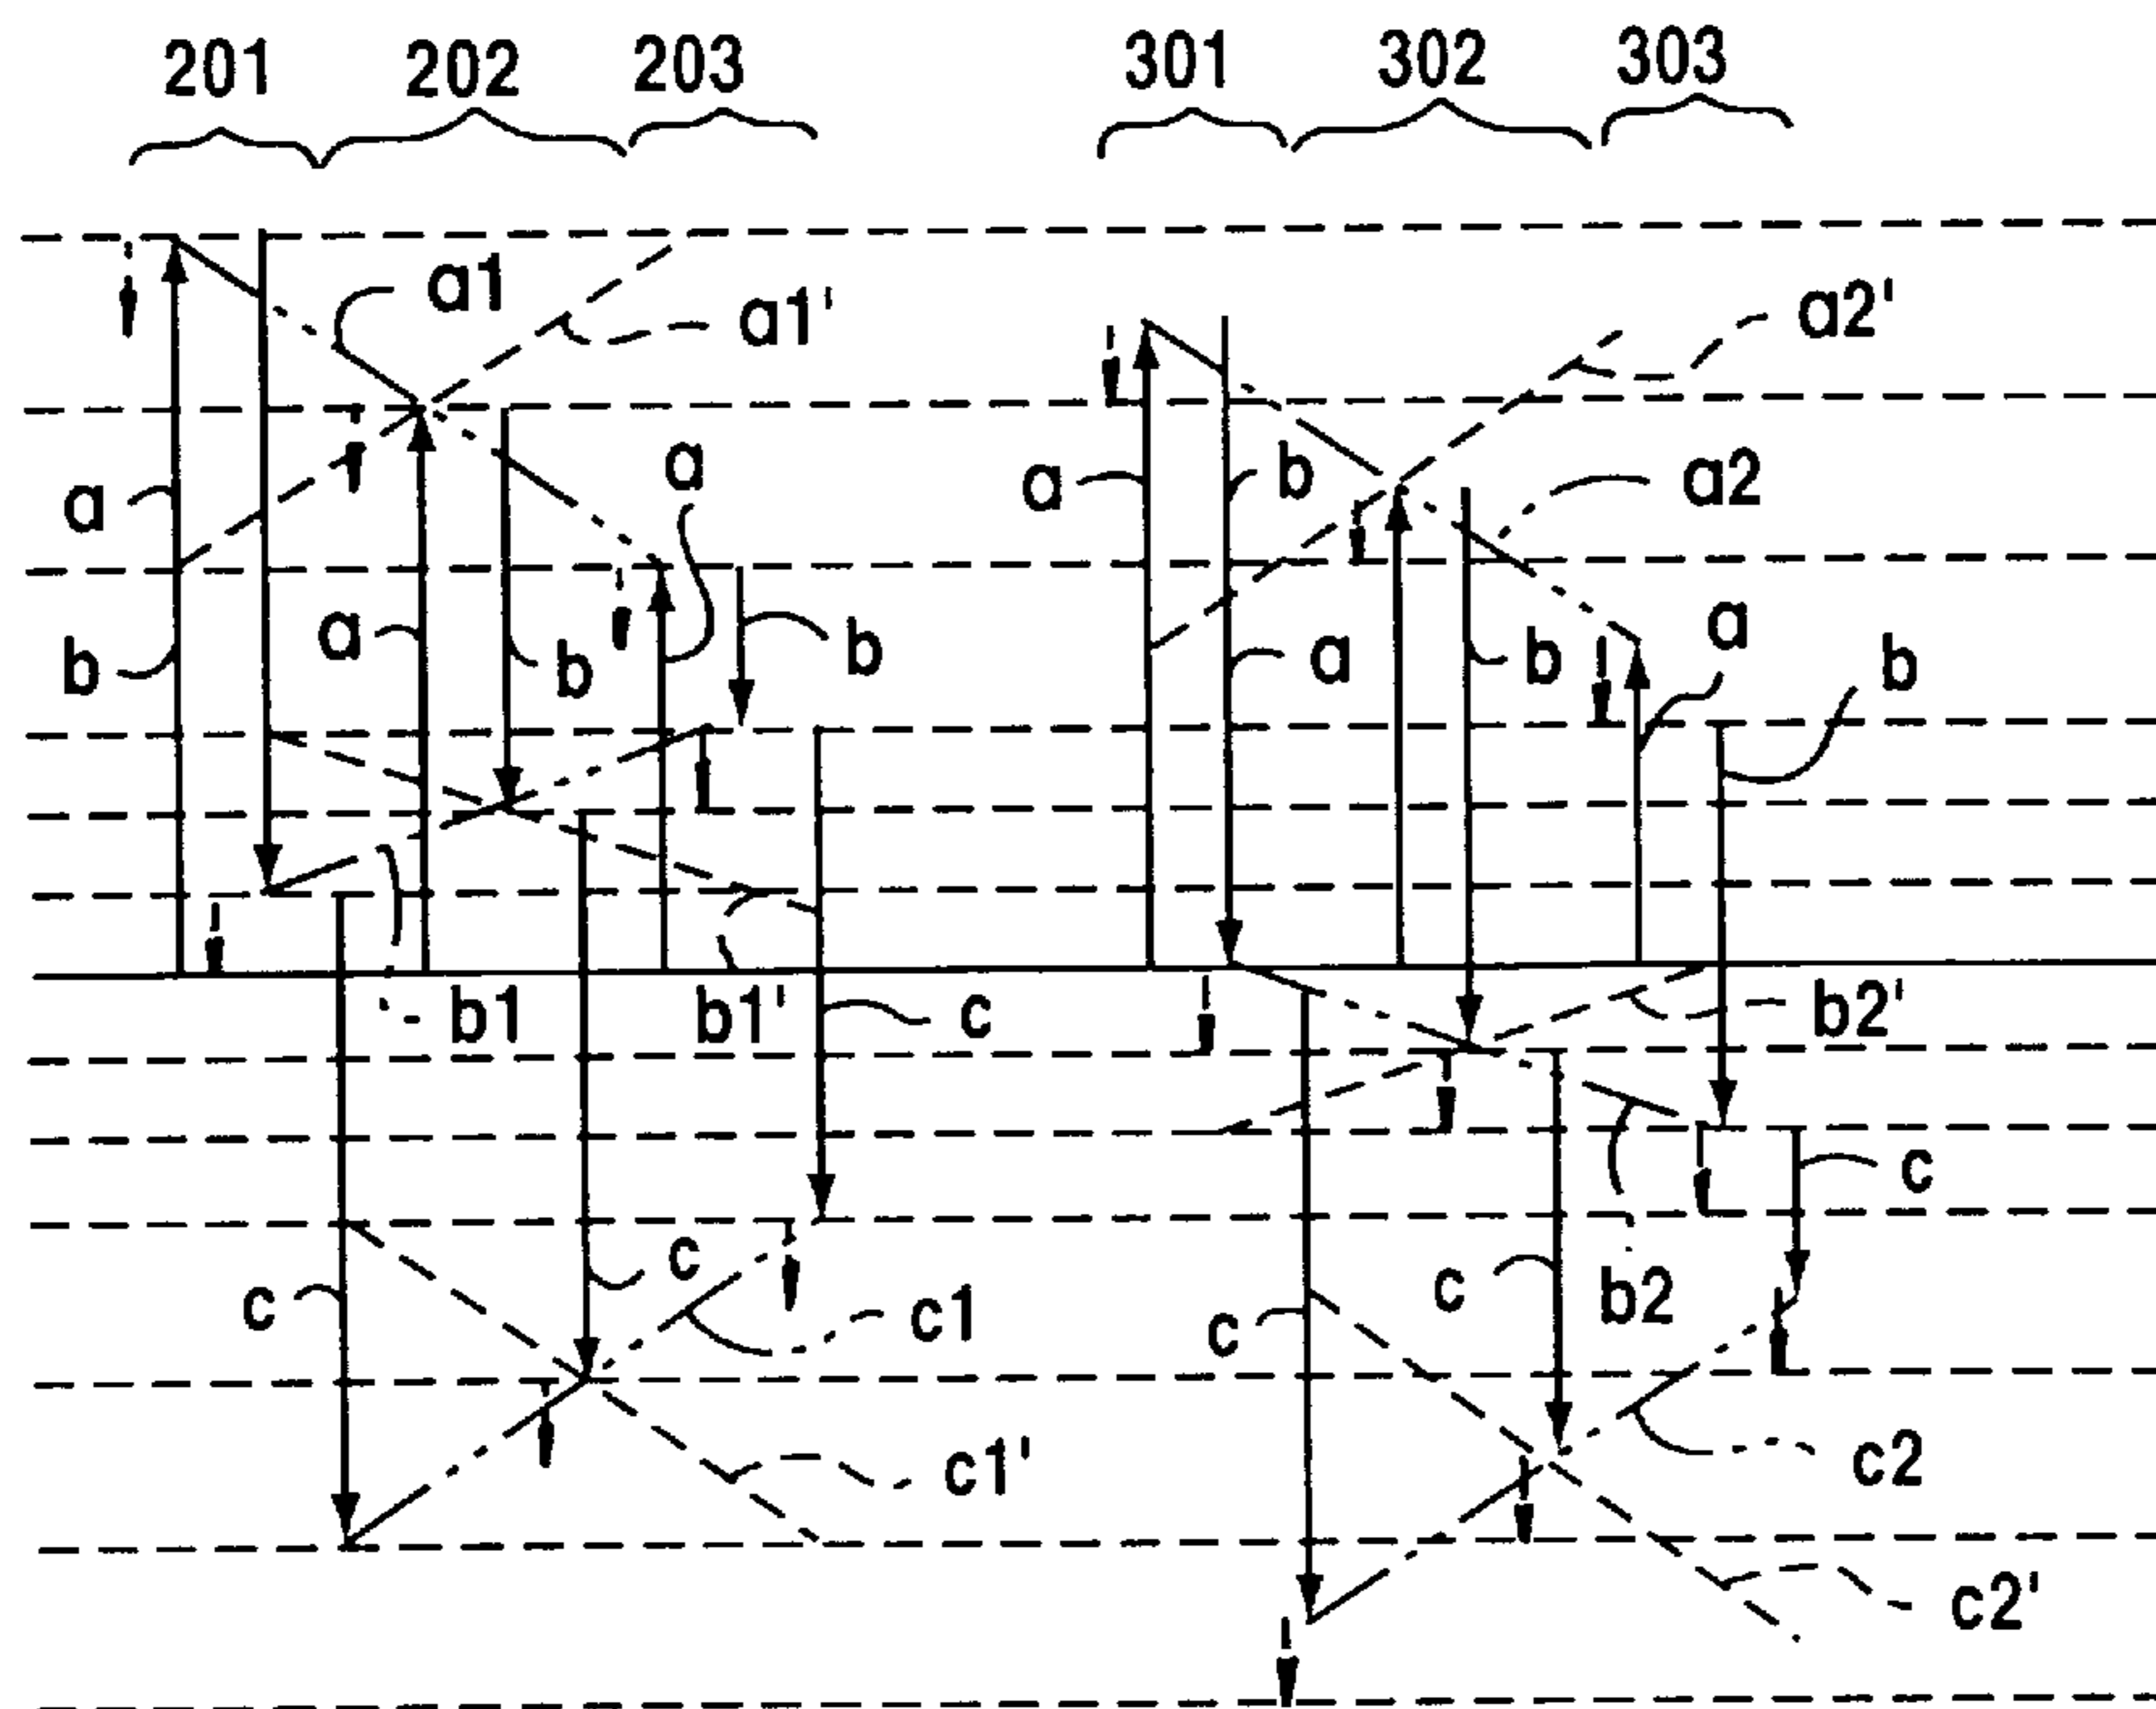 201 202 203 301 302 303
a1 a1' a2'
a a a b a2
b a b b a b a b
b1 b1' c b2'
c
c c c1 c b2
c
c1' c2
c2'